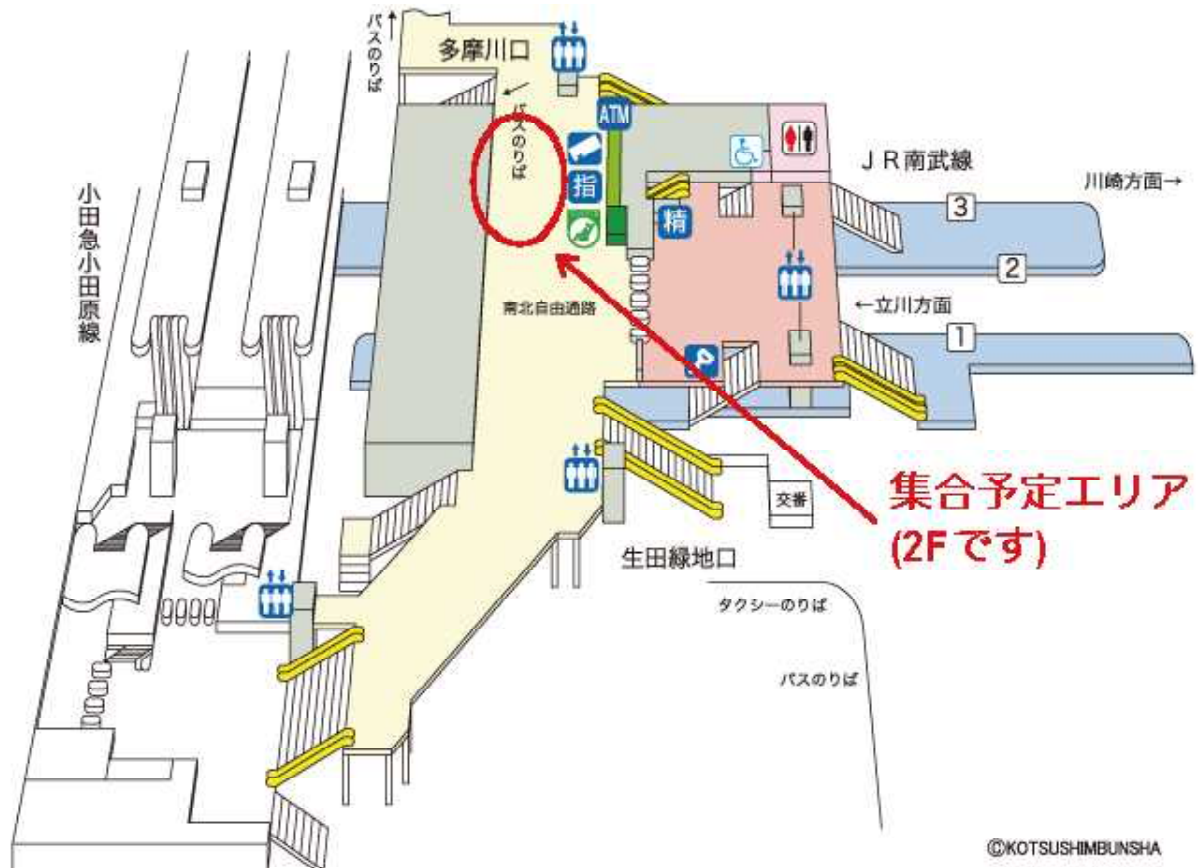 バスのりば
多摩川口
バスのりば
ATM
指
精
JR南武線
川崎方面→
3
2
←立川方面
1
小田急小田原線
南北自由通路
集合予定エリア
(2Fです)
交番
生田緑地口
タクシーのりば
バスのりば
©KOTSUSHIMBUNSHA